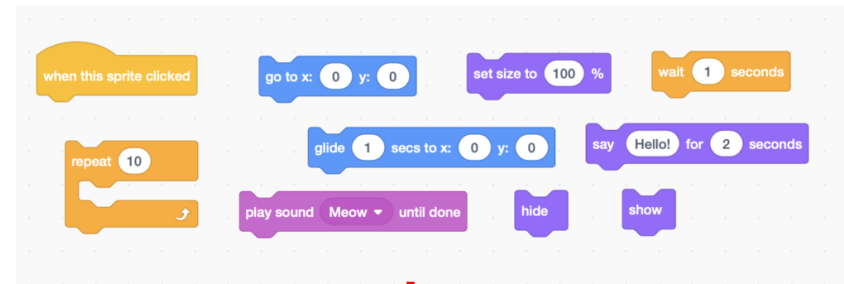 when this sprite clicked
go to x: 0 y: 0
set size to 100 %
wait 1 seconds
repeat 10
glide 1 secs to x: 0 y: 0
say Hello! for 2 seconds
play sound Meow until done
hide
show